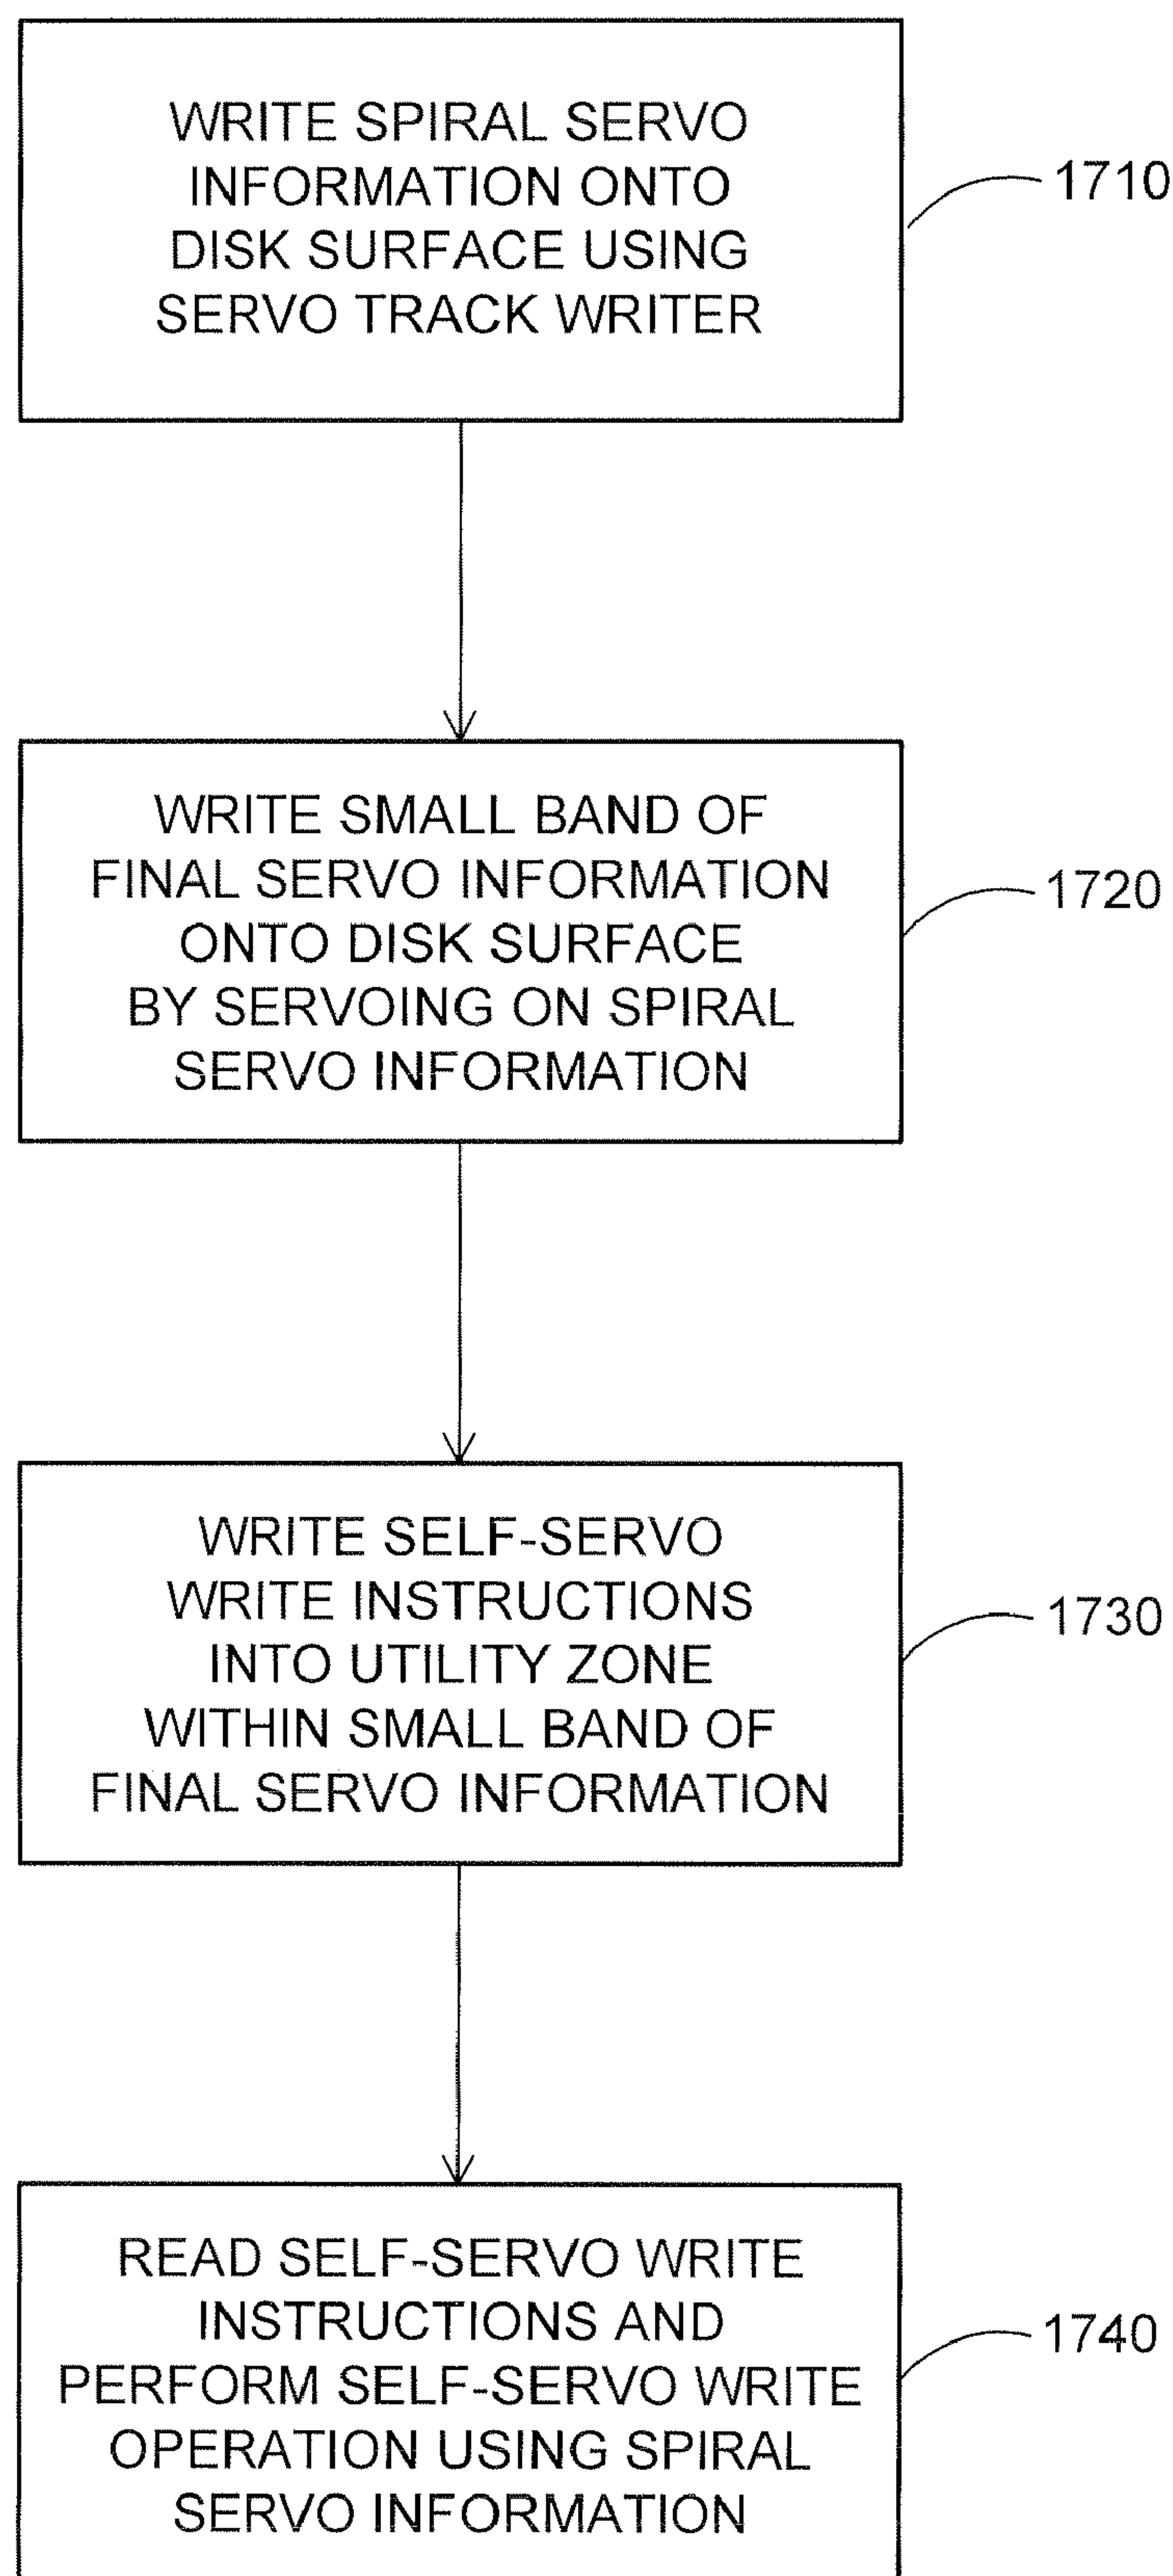 WRITE SPIRAL SERVO
INFORMATION ONTO
DISK SURFACE USING
SERVO TRACK WRITER
1710
WRITE SMALL BAND OF
FINAL SERVO INFORMATION
ONTO DISK SURFACE
BY SERVOING ON SPIRAL
SERVO INFORMATION
1720
WRITE SELF-SERVO
WRITE INSTRUCTIONS
INTO UTILITY ZONE
WITHIN SMALL BAND OF
FINAL SERVO INFORMATION
1730
READ SELF-SERVO WRITE
INSTRUCTIONS AND
PERFORM SELF-SERVO WRITE
OPERATION USING SPIRAL
SERVO INFORMATION
1740